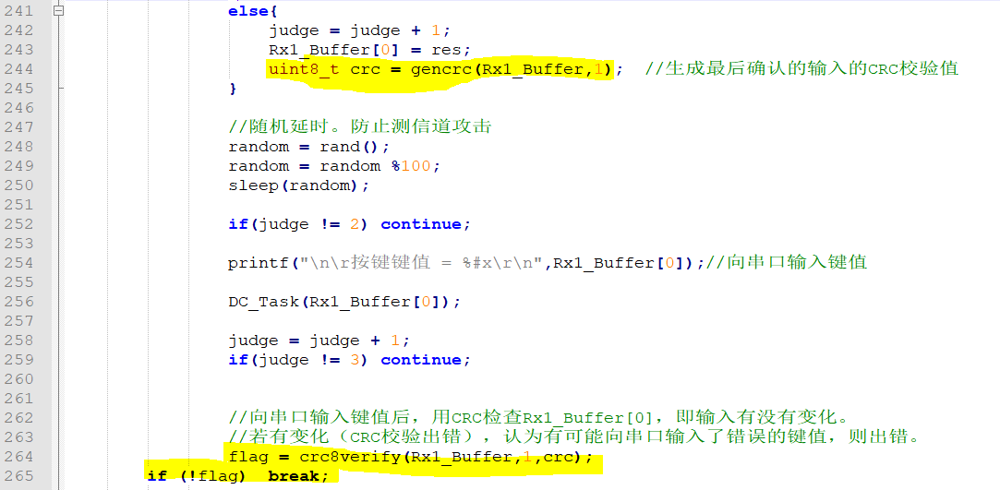 241 else{
242 judge = judge + 1;
243 Rx1_Buffer[0] = res;
244 uint8_t crc = gencrc(Rx1_Buffer,1); //生成最后确认的输入的CRC校验值
245 }
246
247 //随机延时。防止测信道攻击
248 random = rand();
249 random = random %100;
250 sleep(random);
251
252 if(judge != 2) continue;
253
254 printf("\n\r按键键值 = %#x\r\n",Rx1_Buffer[0]);//向串口输入键值
255
256 DC_Task(Rx1_Buffer[0]);
257
258 judge = judge + 1;
259 if(judge != 3) continue;
260
261
262 //向串口输入键值后，用CRC检查Rx1_Buffer[0]，即输入有没有变化。
263 //若有变化（CRC校验出错），认为有可能向串口输入了错误的键值，则出错。
264 flag = crc8verify(Rx1_Buffer,1,crc);
265 if (!flag) break;